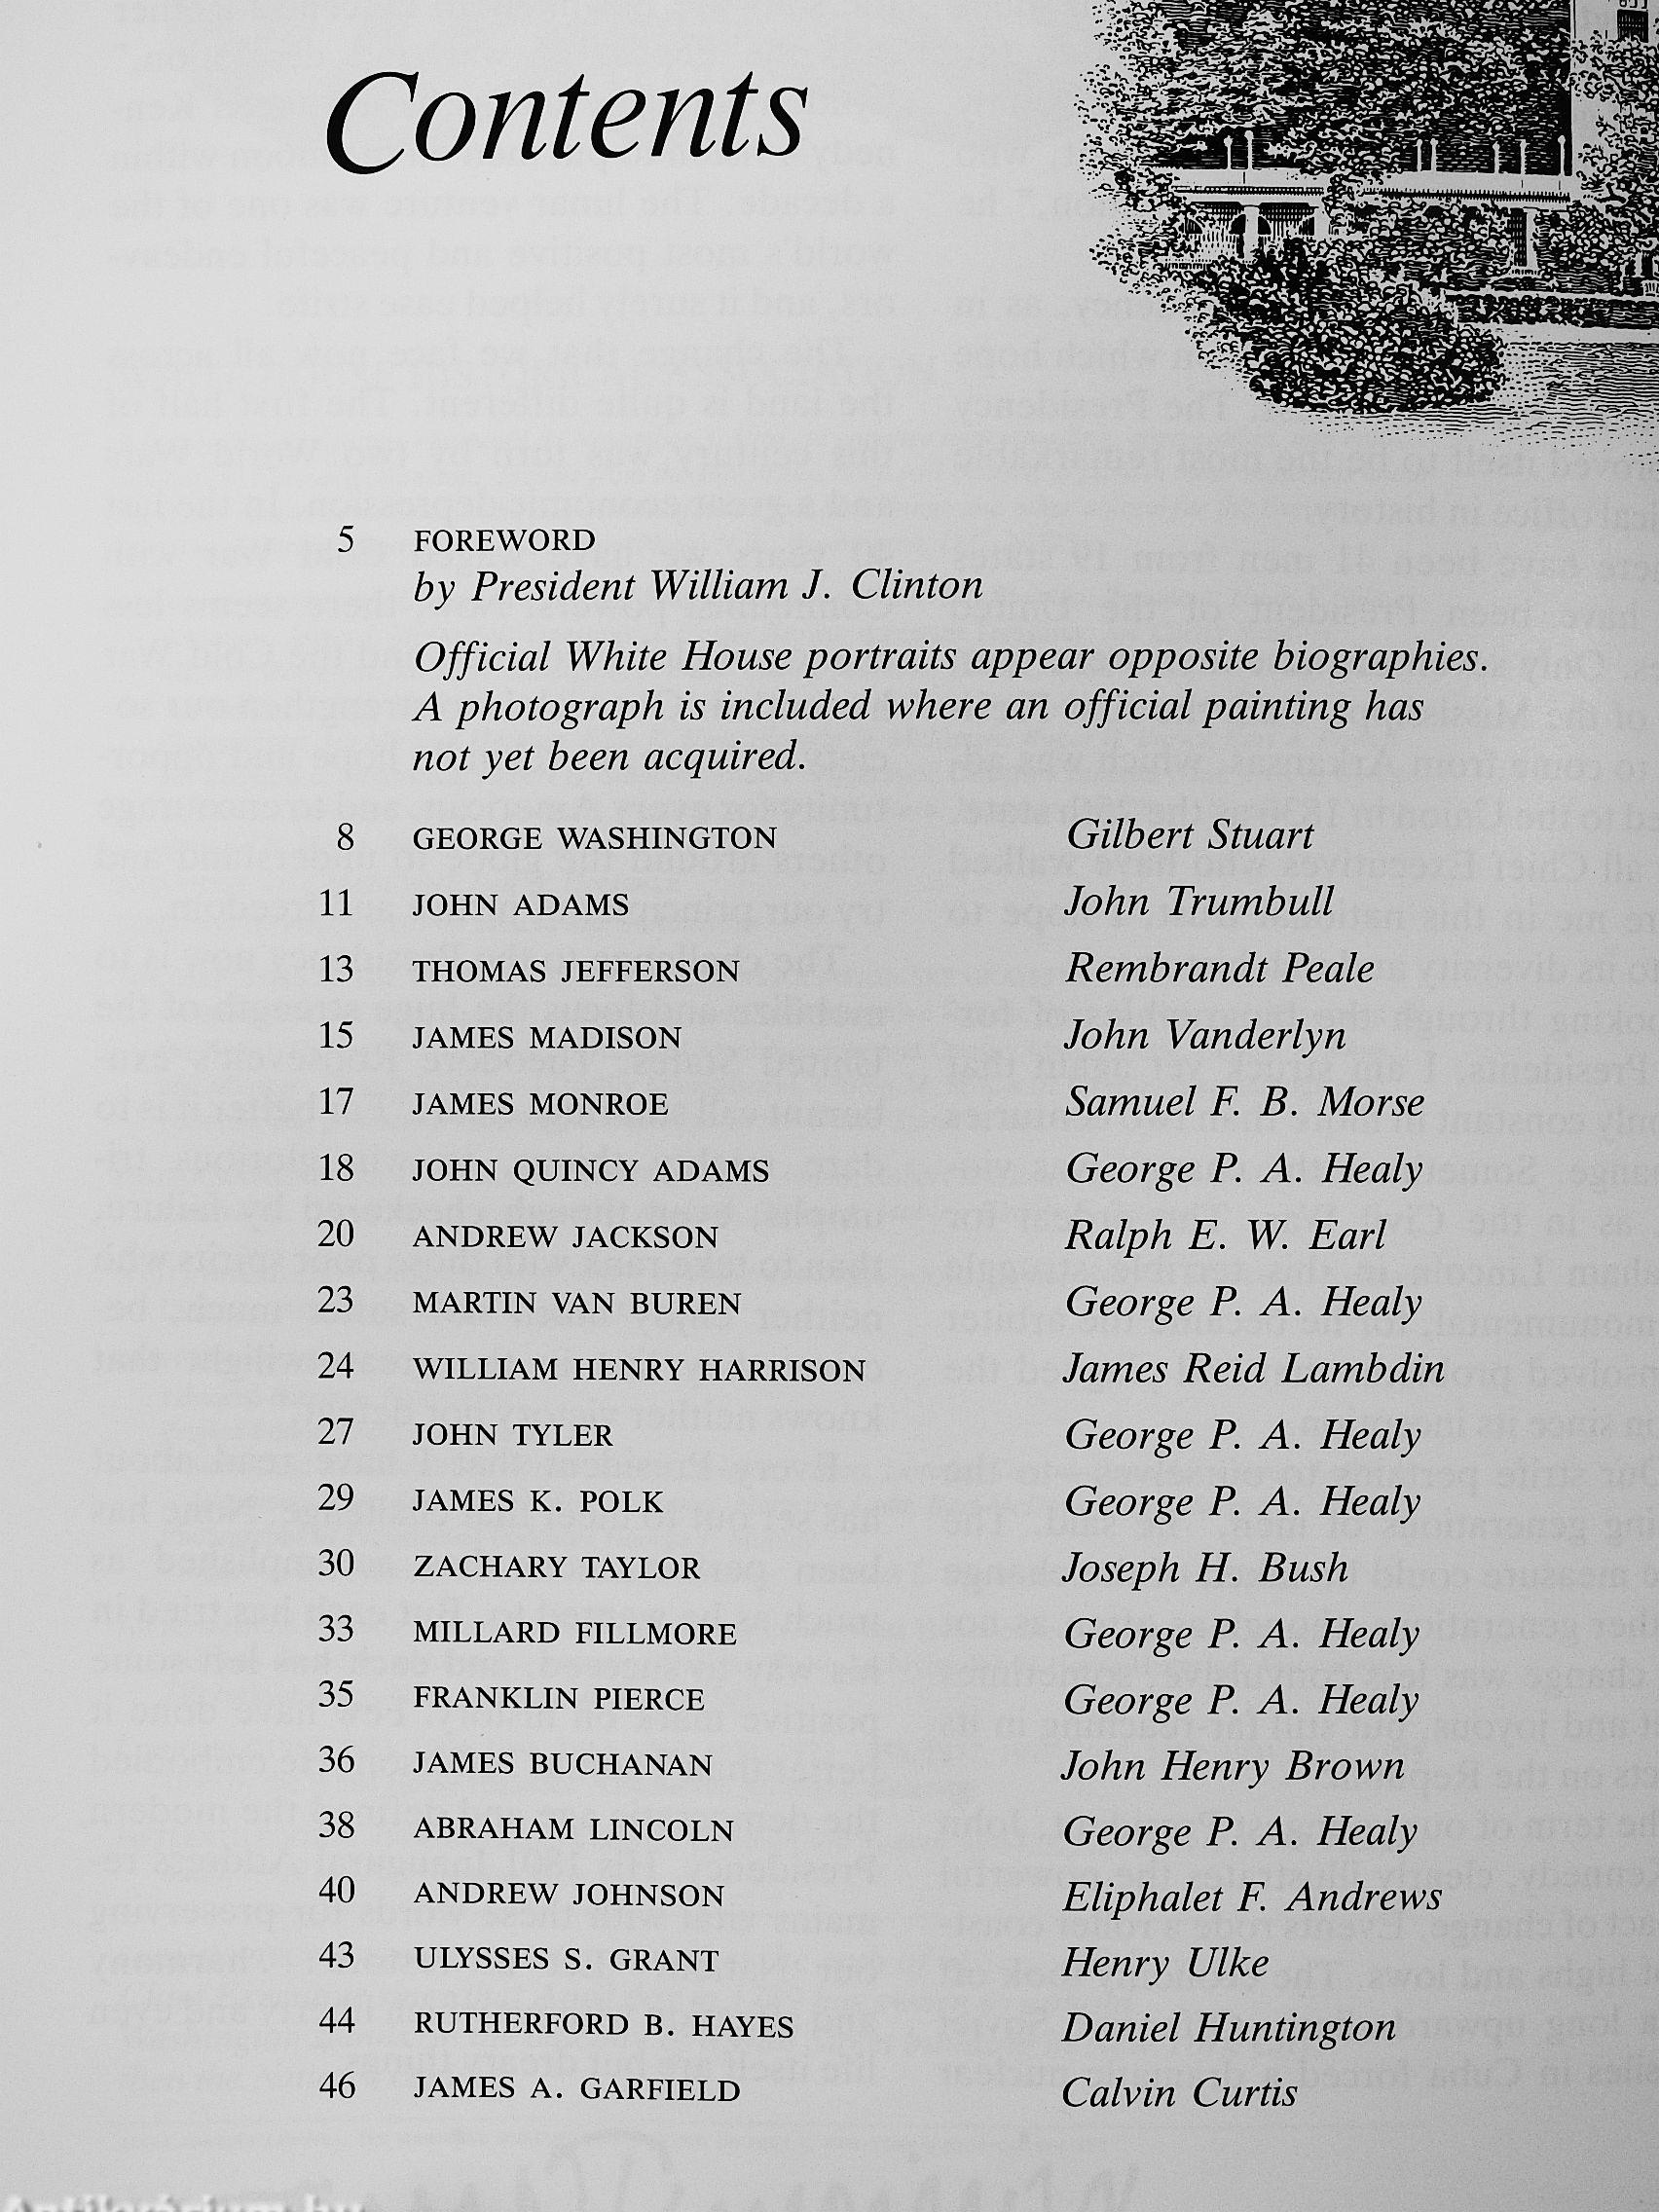 Contents
5 FOREWORD
by President William J. Clinton
Official White House portraits appear opposite biographies.
A photograph is included where an official painting has
not yet been acquired.
8 GEORGE WASHINGTON Gilbert Stuart
11 JOHN ADAMS John Trumbull
13 THOMAS JEFFERSON Rembrandt Peale
15 JAMES MADISON John Vanderlyn
17 JAMES MONROE Samuel F. B. Morse
18 JOHN QUINCY ADAMS George P. A. Healy
20 ANDREW JACKSON Ralph E. W. Earl
23 MARTIN VAN BUREN George P. A. Healy
24 WILLIAM HENRY HARRISON James Reid Lambdin
27 JOHN TYLER George P. A. Healy
29 JAMES K. POLK George P. A. Healy
30 ZACHARY TAYLOR Joseph H. Bush
33 MILLARD FILLMORE George P. A. Healy
35 FRANKLIN PIERCE George P. A. Healy
36 JAMES BUCHANAN John Henry Brown
38 ABRAHAM LINCOLN George P. A. Healy
40 ANDREW JOHNSON Eliphalet F. Andrews
43 ULYSSES S. GRANT Henry Ulke
44 RUTHERFORD B. HAYES Daniel Huntington
46 JAMES A. GARFIELD Calvin Curtis